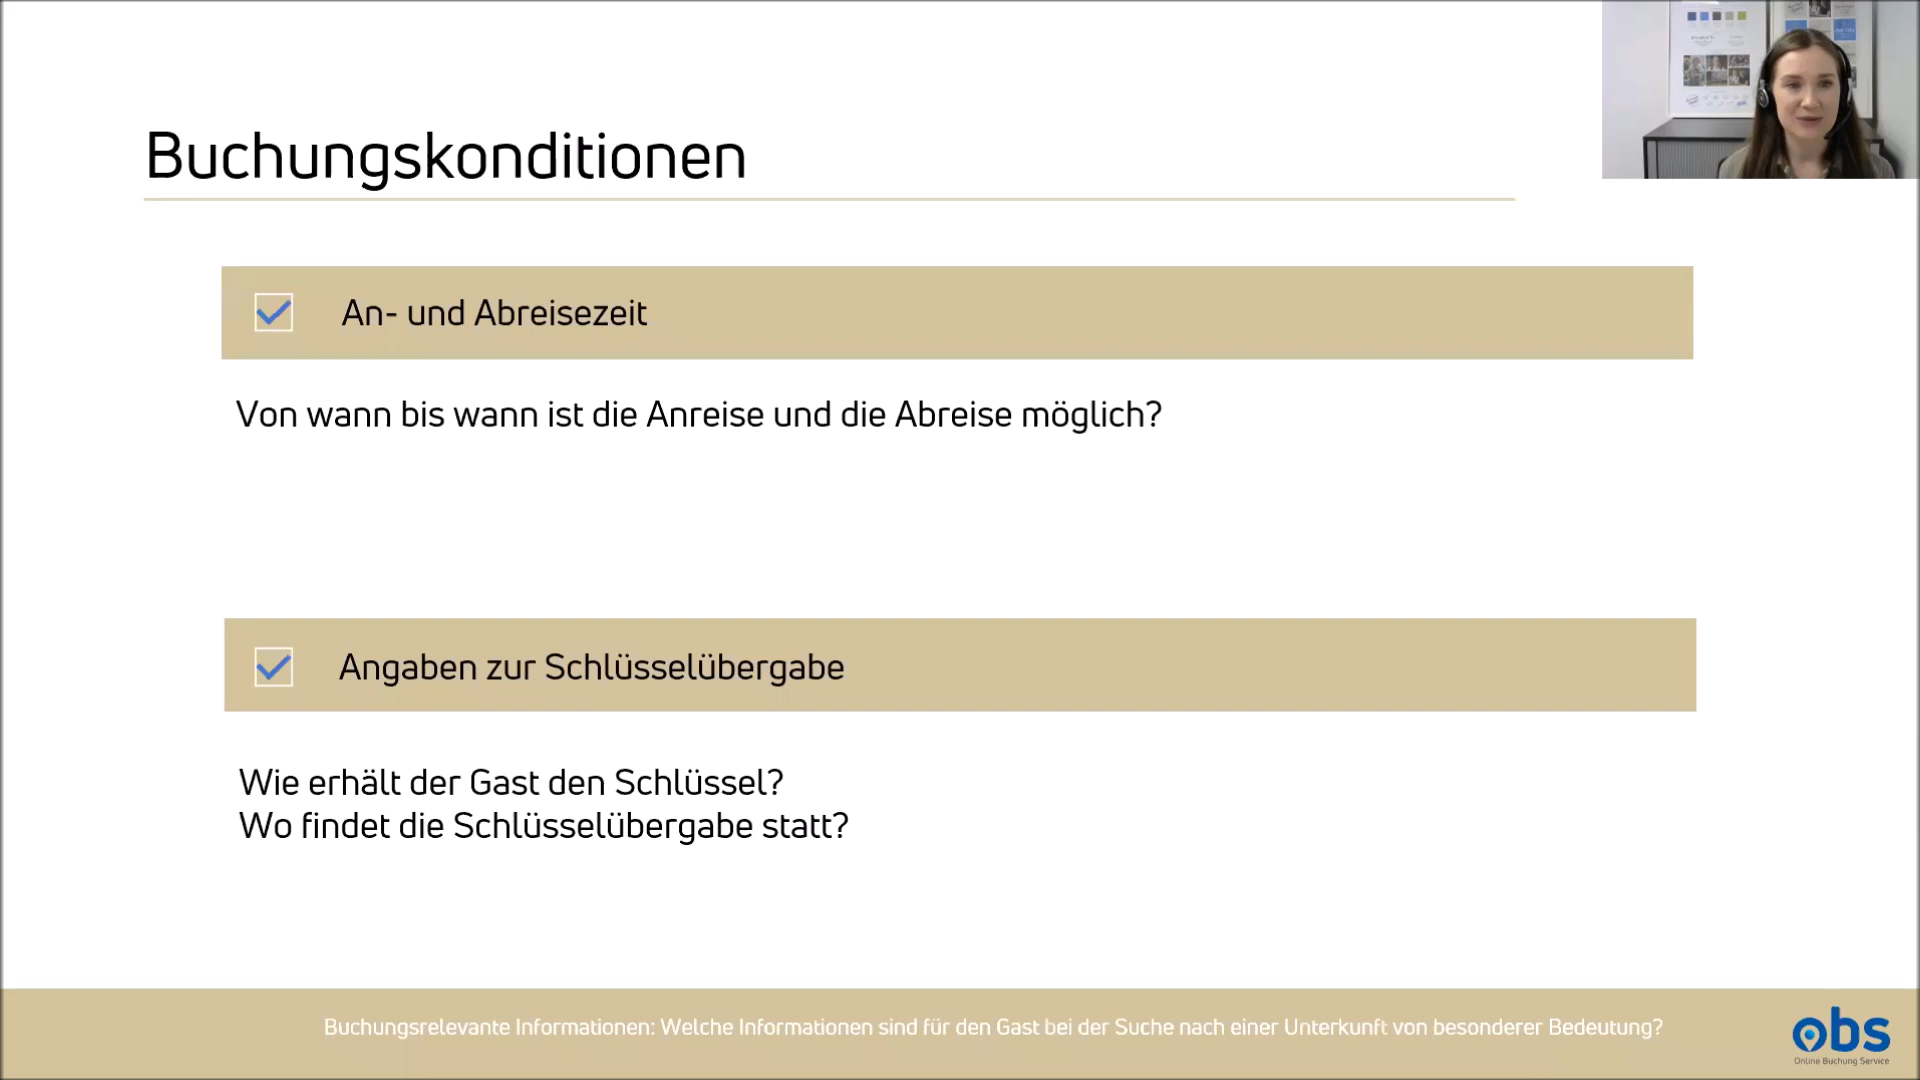 Buchungskonditionen
An- und Abreisezeit
Von wann bis wann ist die Anreise und die Abreise möglich?
Angaben zur Schlüsselübergabe
Wie erhält der Gast den Schlüssel?
Wo findet die Schlüsselübergabe statt?
Buchungsrelevante Informationen: Welche Informationen sind für den Gast bei der Suche nach einer Unterkunft von besonderer Bedeutung?
obs
Online Buchung Service